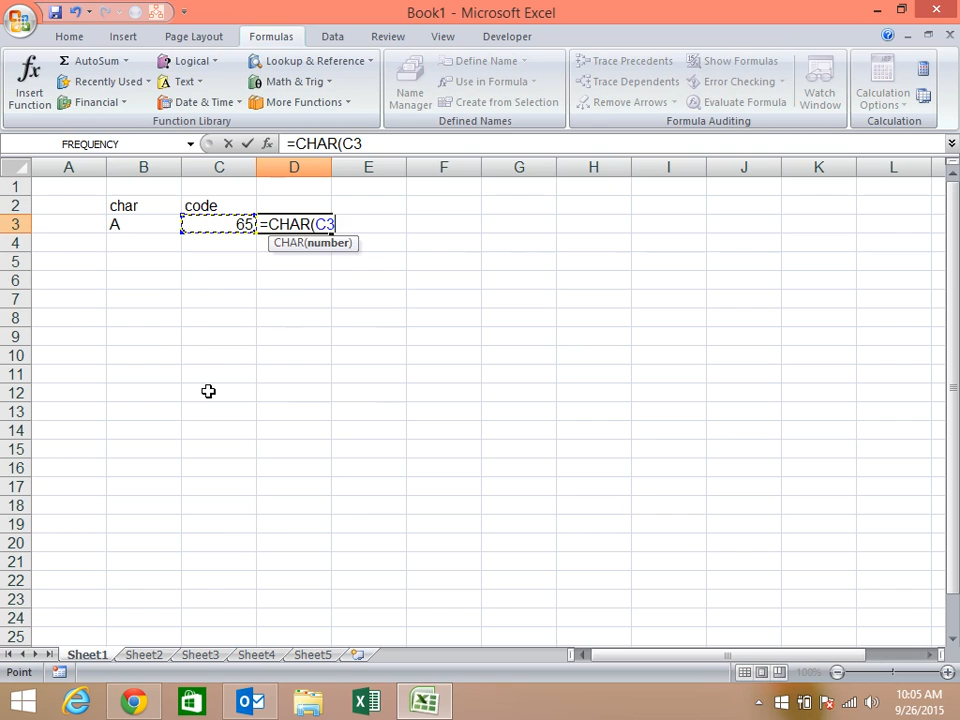 Book1 - Microsoft Excel
Home Insert Page Layout Formulas Data Review View Developer
Insert Function
Σ AutoSum
Recently Used
Financial
Logical
Text
Date & Time
Lookup & Reference
Math & Trig
More Functions
Function Library
Name Manager
Define Name
Use in Formula
Create from Selection
Defined Names
Trace Precedents
Trace Dependents
Remove Arrows
Show Formulas
Error Checking
Evaluate Formula
Formula Auditing
Watch Window
Calculation Options
Calculation
FREQUENCY fx =CHAR(C3
A B C D E F G H I J K L
1
2 char code
3 A 65 =CHAR(C3
4 CHAR(number)
5
6
7
8
9
10
11
12
13
14
15
16
17
18
19
20
21
22
23
24
25
Sheet1 Sheet2 Sheet3 Sheet4 Sheet5
Point 100%
10:05 AM
9/26/2015